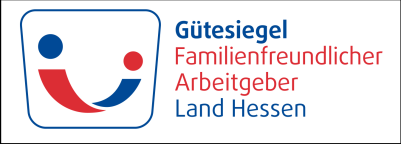 Gütesiegel
Familienfreundlicher
Arbeitgeber
Land Hessen